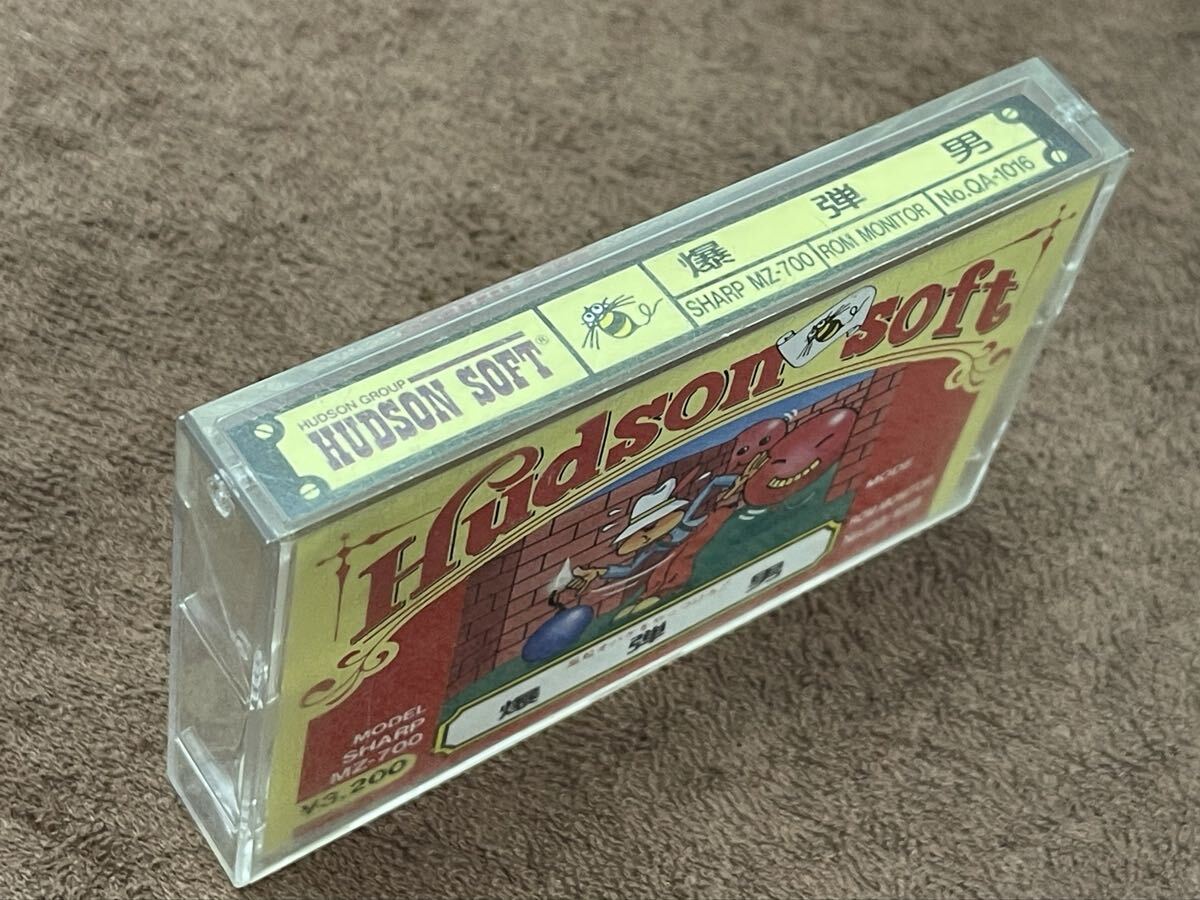 HUDSON GROUP
HUDSON SOFT®
爆弾男
SHARP MZ-700
ROM MONITOR
No.QA-1016
Hudson soft
MODE
爆弾男
MODEL
SHARP
MZ-700
¥3,200